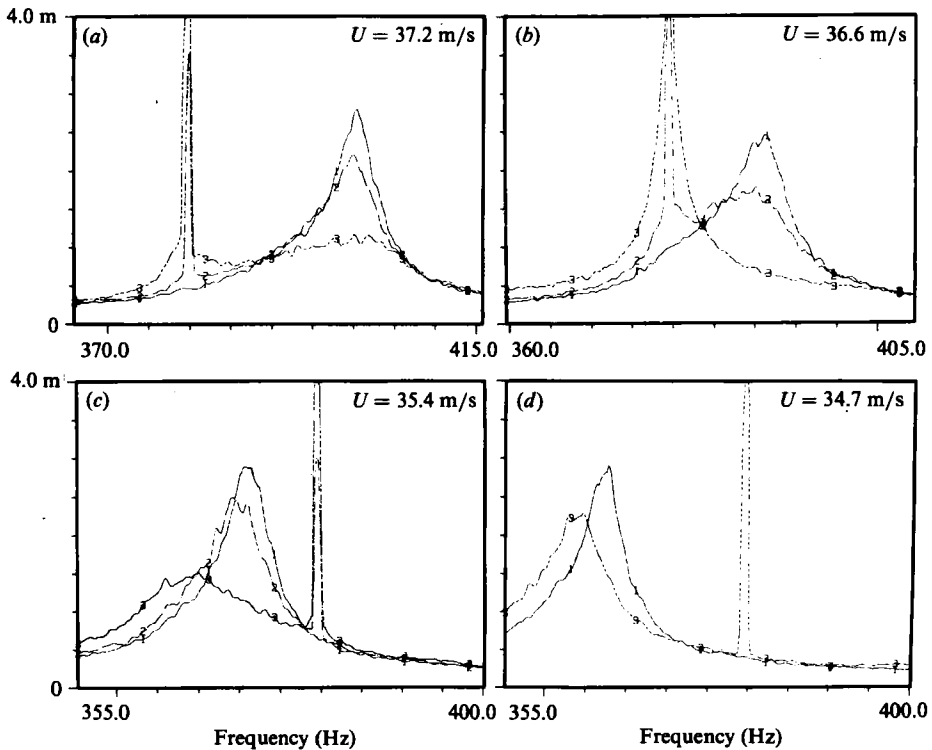 4.0 m
(a)
U = 37.2 m/s
0
370.0
415.0
(b)
U = 36.6 m/s
360.0
405.0
4.0 m
(c)
U = 35.4 m/s
0
355.0
400.0
Frequency (Hz)
(d)
U = 34.7 m/s
355.0
400.0
Frequency (Hz)